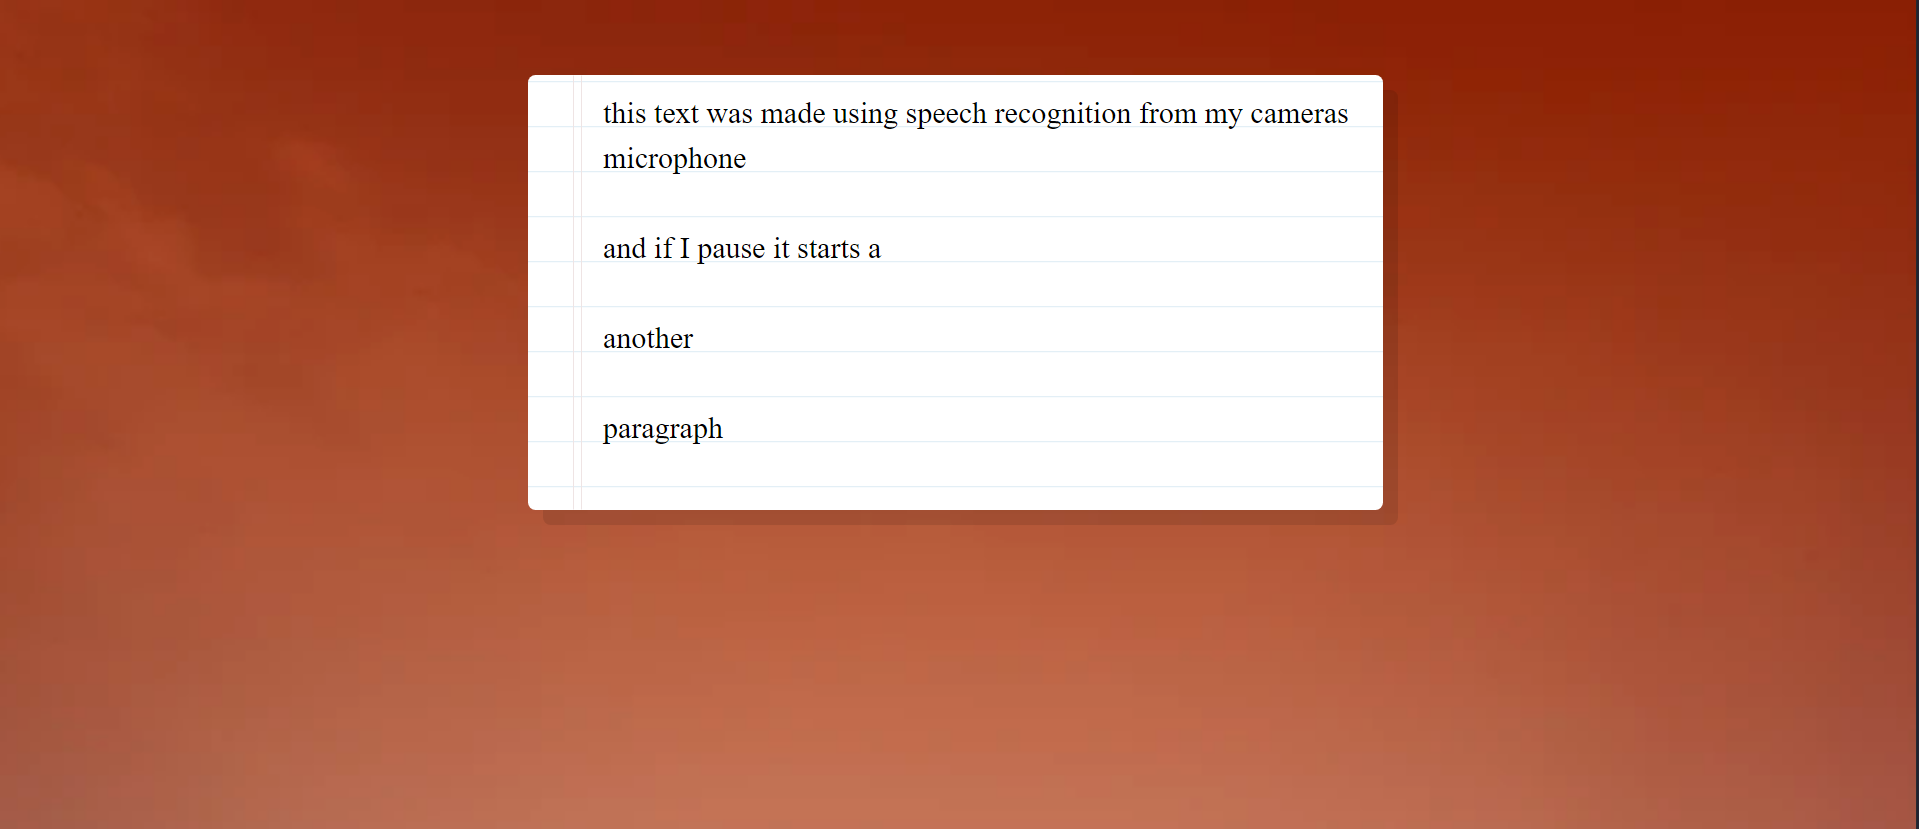 this text was made using speech recognition from my cameras
microphone
and if I pause it starts a
another
paragraph